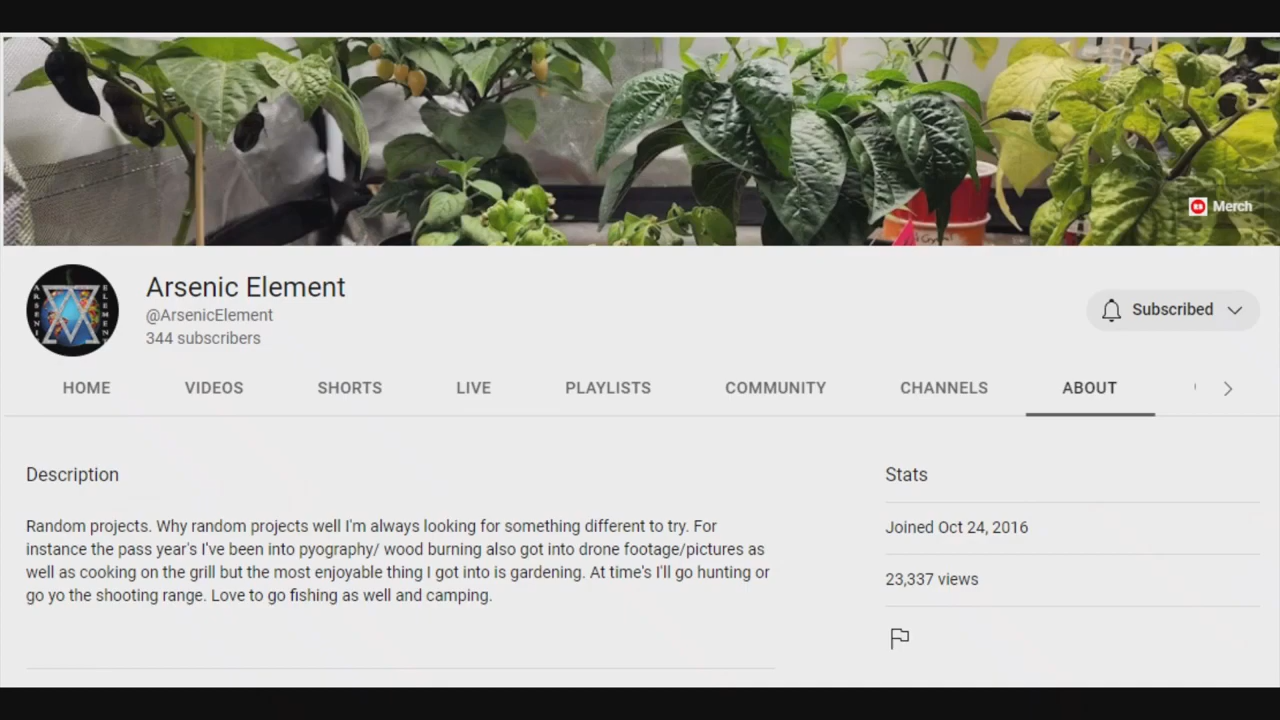 Merch
Arsenic Element
@ArsenicElement
344 subscribers
Subscribed
HOME VIDEOS SHORTS LIVE PLAYLISTS COMMUNITY CHANNELS ABOUT
Description
Random projects. Why random projects well I'm always looking for something different to try. For
instance the pass year's I've been into pyography/ wood burning also got into drone footage/pictures as
well as cooking on the grill but the most enjoyable thing I got into is gardening. At time's I'll go hunting or
go yo the shooting range. Love to go fishing as well and camping.
Stats
Joined Oct 24, 2016
23,337 views